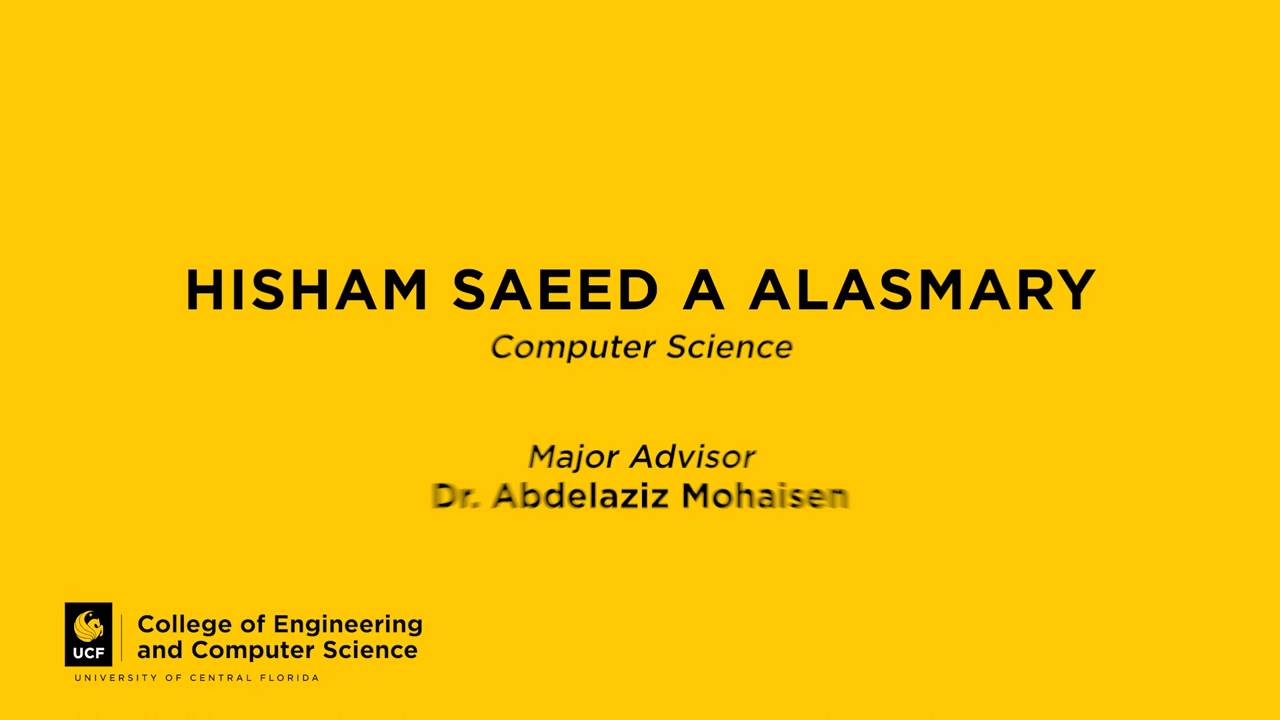 HISHAM SAEED A ALASMARY
Computer Science
Major Advisor
Dr. Abdelaziz Mohaisen
UCF
College of Engineering
and Computer Science
UNIVERSITY OF CENTRAL FLORIDA